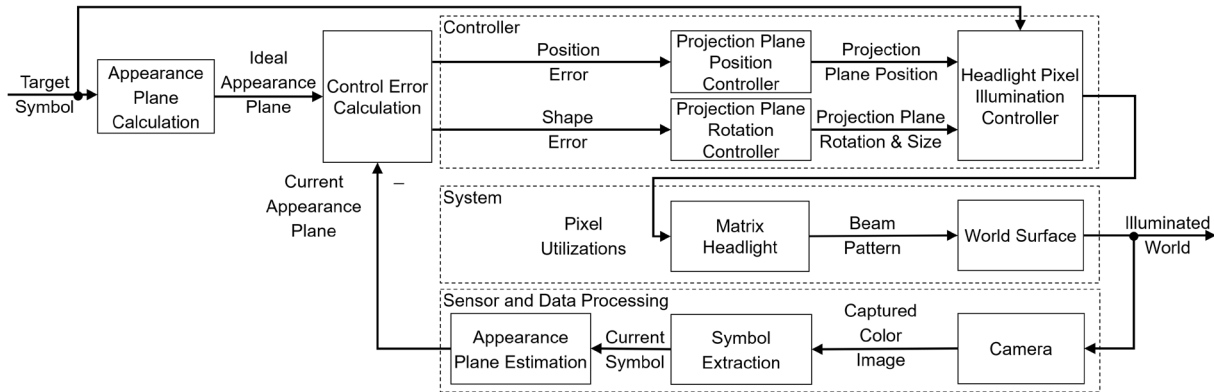 Controller
Target
Symbol
Appearance
Plane
Calculation
Ideal
Appearance
Plane
Control Error
Calculation
Position
Error
Projection Plane
Position
Controller
Projection
Plane Position
Headlight Pixel
Illumination
Controller
Shape
Error
Projection Plane
Rotation
Controller
Projection Plane
Rotation & Size
Current
Appearance
Plane
–
System
Pixel
Utilizations
Matrix
Headlight
Beam
Pattern
World Surface
Illuminated
World
Sensor and Data Processing
Appearance
Plane Estimation
Current
Symbol
Symbol
Extraction
Captured
Color
Image
Camera